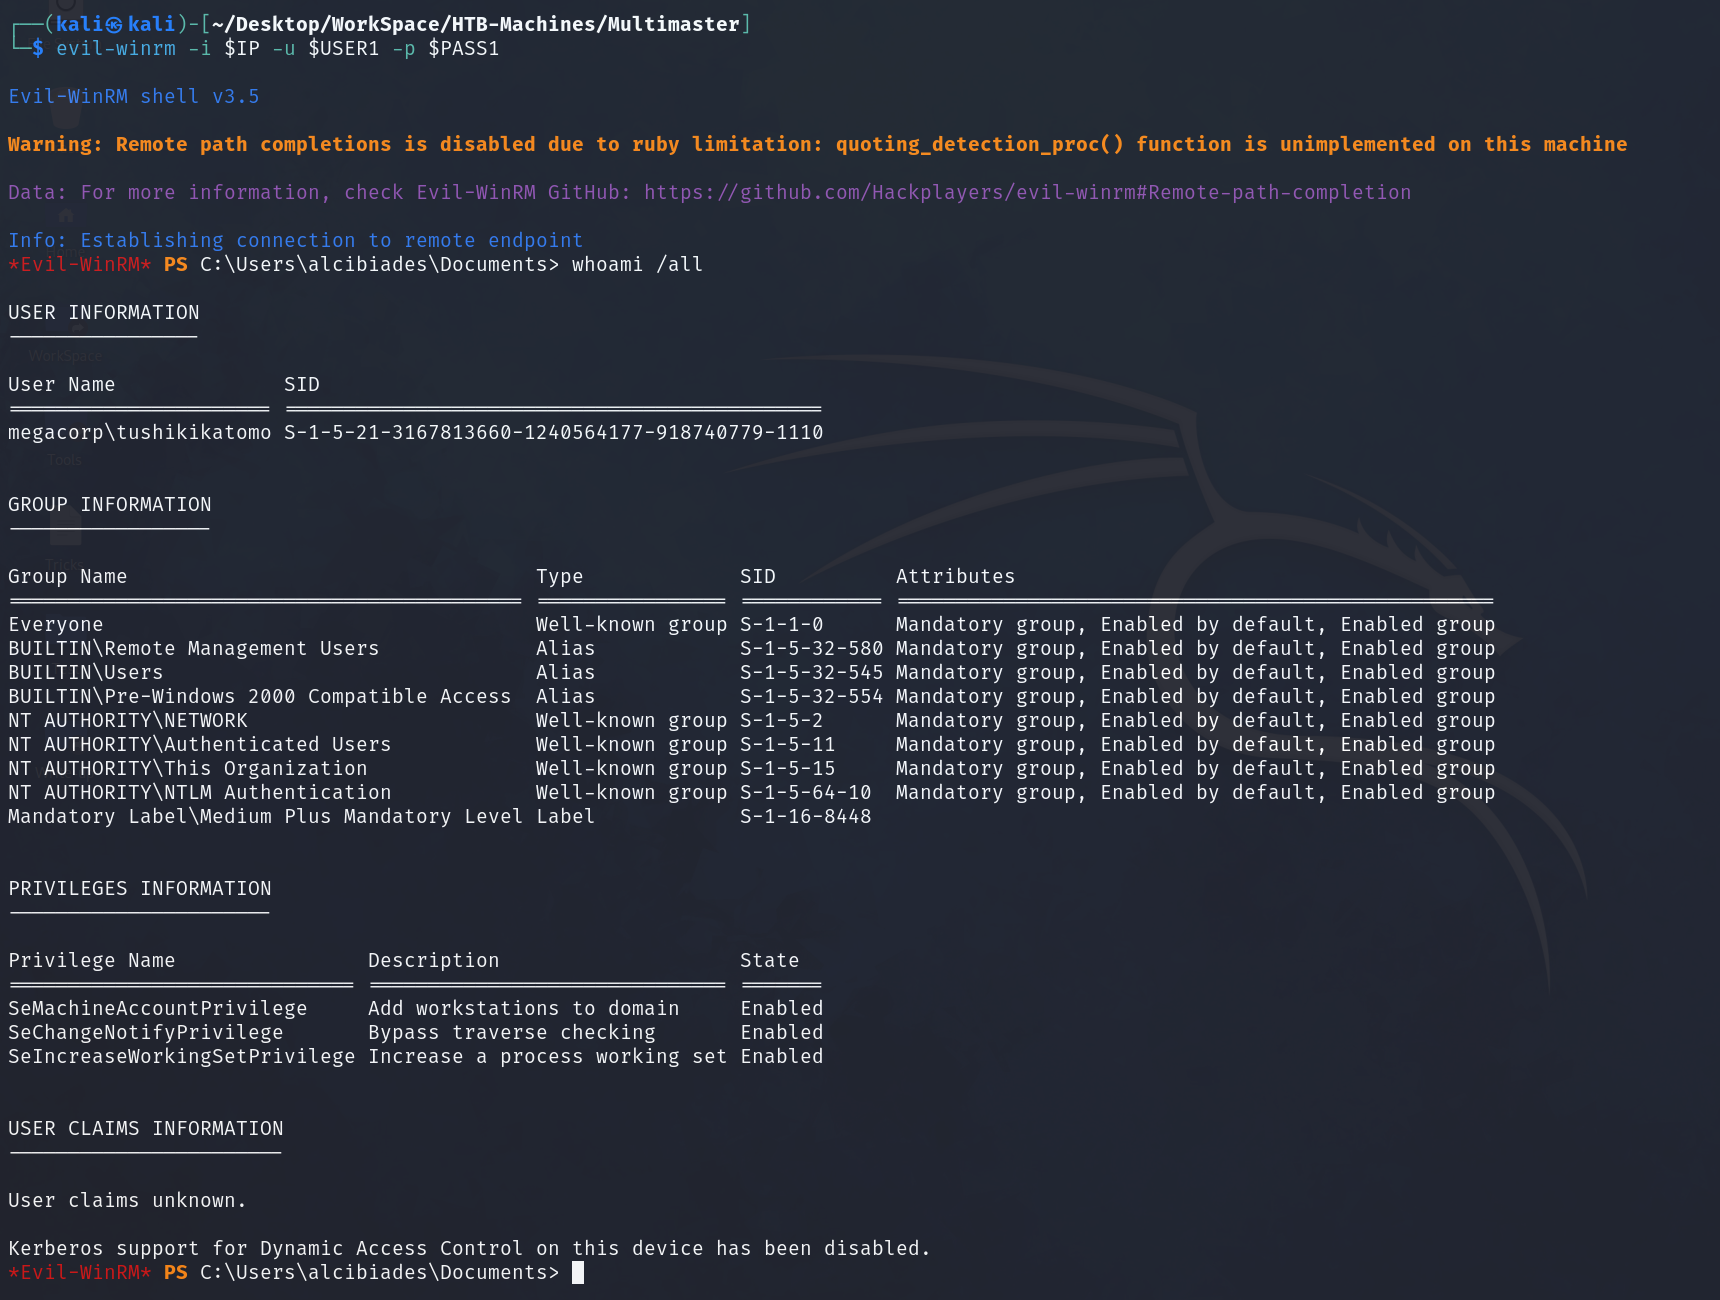 ┌──(kali㉿kali)-[~/Desktop/WorkSpace/HTB-Machines/Multimaster]
└─$ evil-winrm -i $IP -u $USER1 -p $PASS1
Evil-WinRM shell v3.5
Warning: Remote path completions is disabled due to ruby limitation: quoting_detection_proc() function is unimplemented on this machine
Data: For more information, check Evil-WinRM GitHub: https://github.com/Hackplayers/evil-winrm#Remote-path-completion
Info: Establishing connection to remote endpoint
*Evil-WinRM* PS C:\Users\alcibiades\Documents> whoami /all
USER INFORMATION
----------------
WorkSpace
User Name             SID
====================== =============================================
megacorp\tushikikatomo S-1-5-21-3167813660-1240564177-918740779-1110
Tools
GROUP INFORMATION
-----------------
Tricks
Group Name                                  Type             SID          Attributes
=========================================== ================ ============ ==================================================
Everyone                                    Well-known group S-1-1-0      Mandatory group, Enabled by default, Enabled group
BUILTIN\Remote Management Users             Alias            S-1-5-32-580 Mandatory group, Enabled by default, Enabled group
BUILTIN\Users                               Alias            S-1-5-32-545 Mandatory group, Enabled by default, Enabled group
BUILTIN\Pre-Windows 2000 Compatible Access  Alias            S-1-5-32-554 Mandatory group, Enabled by default, Enabled group
NT AUTHORITY\NETWORK                        Well-known group S-1-5-2      Mandatory group, Enabled by default, Enabled group
NT AUTHORITY\Authenticated Users            Well-known group S-1-5-11     Mandatory group, Enabled by default, Enabled group
NT AUTHORITY\This Organization              Well-known group S-1-5-15     Mandatory group, Enabled by default, Enabled group
NT AUTHORITY\NTLM Authentication            Well-known group S-1-5-64-10  Mandatory group, Enabled by default, Enabled group
Mandatory Label\Medium Plus Mandatory Level Label            S-1-16-8448
PRIVILEGES INFORMATION
----------------------
Privilege Name                Description                    State
============================= ============================== =======
SeMachineAccountPrivilege     Add workstations to domain     Enabled
SeChangeNotifyPrivilege       Bypass traverse checking       Enabled
SeIncreaseWorkingSetPrivilege Increase a process working set Enabled
USER CLAIMS INFORMATION
-----------------------
User claims unknown.
Kerberos support for Dynamic Access Control on this device has been disabled.
*Evil-WinRM* PS C:\Users\alcibiades\Documents>